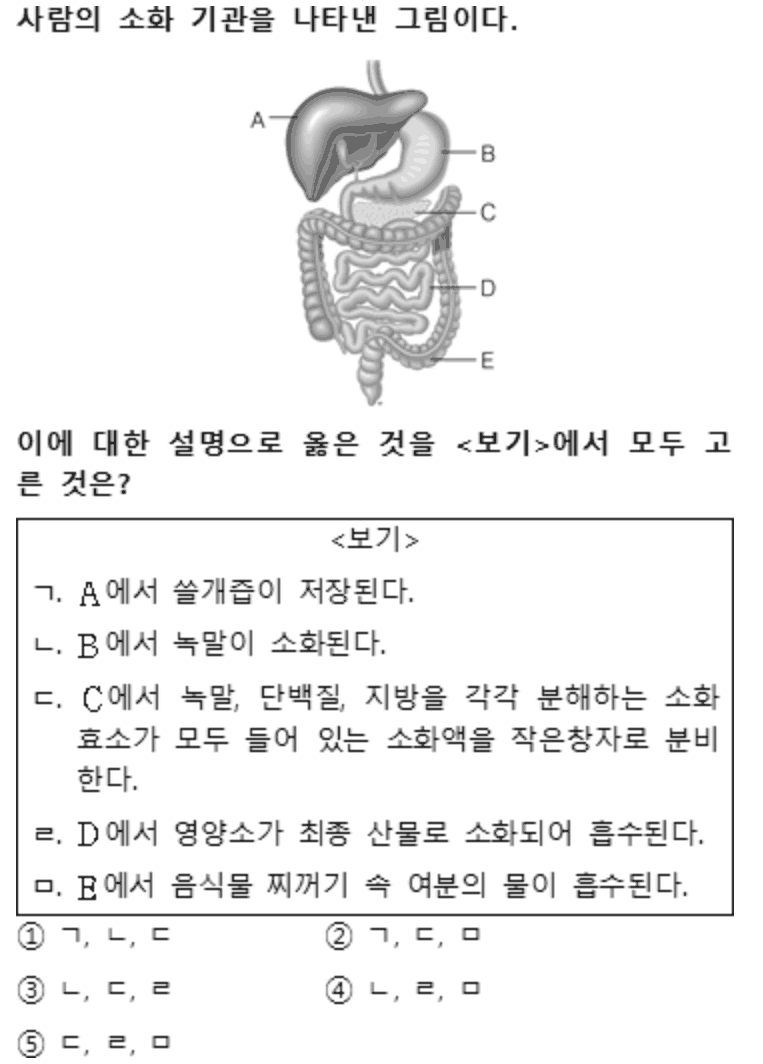 사람의 소화 기관을 나타낸 그림이다.
A
B
C
D
E
이에 대한 설명으로 옳은 것을 <보기>에서 모두 고
른 것은?
<보기>
ㄱ. A에서 쓸개즙이 저장된다.
ㄴ. B에서 녹말이 소화된다.
ㄷ. C에서 녹말, 단백질, 지방을 각각 분해하는 소화
효소가 모두 들어 있는 소화액을 작은창자로 분비
한다.
ㄹ. D에서 영양소가 최종 산물로 소화되어 흡수된다.
ㅁ. E에서 음식물 찌꺼기 속 여분의 물이 흡수된다.
① ㄱ, ㄴ, ㄷ ② ㄱ, ㄷ, ㅁ
③ ㄴ, ㄷ, ㄹ ④ ㄴ, ㄹ, ㅁ
⑤ ㄷ, ㄹ, ㅁ